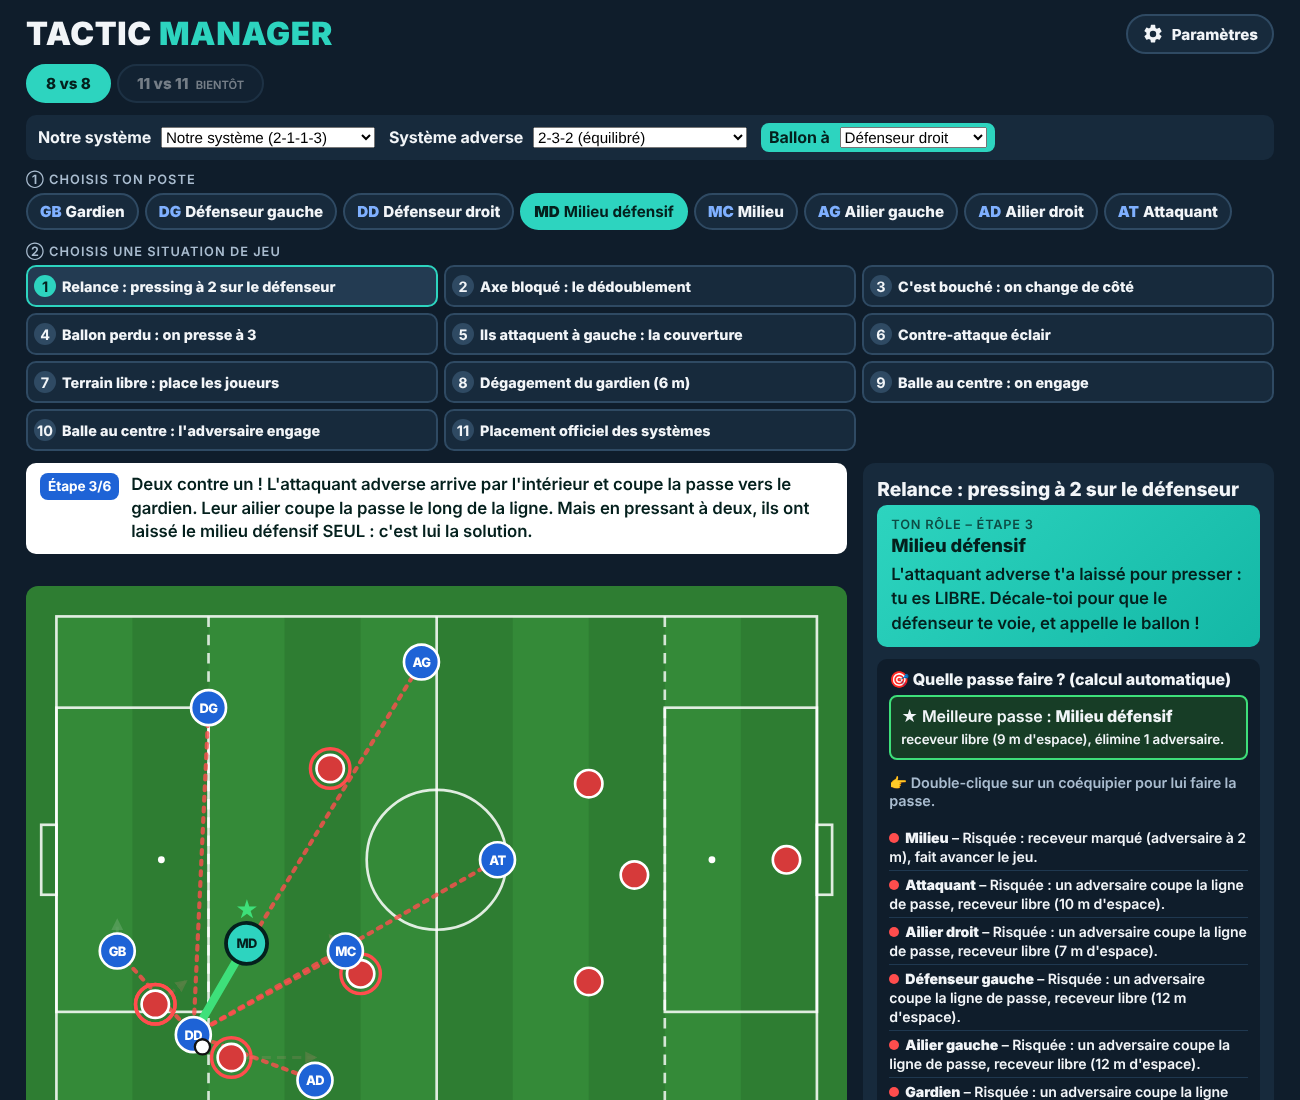 TACTIC MANAGER
Paramètres
8 vs 8
11 vs 11 BIENTÔT
Notre système Notre système (2-1-1-3) Système adverse 2-3-2 (équilibré) Ballon à Défenseur droit
① CHOISIS TON POSTE
GB Gardien
DG Défenseur gauche
DD Défenseur droit
MD Milieu défensif
MC Milieu
AG Ailier gauche
AD Ailier droit
AT Attaquant
② CHOISIS UNE SITUATION DE JEU
1 Relance : pressing à 2 sur le défenseur
2 Axe bloqué : le dédoublement
3 C'est bouché : on change de côté
4 Ballon perdu : on presse à 3
5 Ils attaquent à gauche : la couverture
6 Contre-attaque éclair
7 Terrain libre : place les joueurs
8 Dégagement du gardien (6 m)
9 Balle au centre : on engage
10 Balle au centre : l'adversaire engage
11 Placement officiel des systèmes
Étape 3/6
Deux contre un ! L'attaquant adverse arrive par l'intérieur et coupe la passe vers le
gardien. Leur ailier coupe la passe le long de la ligne. Mais en pressant à deux, ils ont
laissé le milieu défensif SEUL : c'est lui la solution.
AG
DG
AT
MD
GB
MC
DD
AD
Relance : pressing à 2 sur le défenseur
TON RÔLE – ÉTAPE 3
Milieu défensif
L'attaquant adverse t'a laissé pour presser :
tu es LIBRE. Décale-toi pour que le
défenseur te voie, et appelle le ballon !
🎯 Quelle passe faire ? (calcul automatique)
★ Meilleure passe : Milieu défensif
receveur libre (9 m d'espace), élimine 1 adversaire.
👉 Double-clique sur un coéquipier pour lui faire la
passe.
Milieu – Risquée : receveur marqué (adversaire à 2
m), fait avancer le jeu.
Attaquant – Risquée : un adversaire coupe la ligne
de passe, receveur libre (10 m d'espace).
Ailier droit – Risquée : un adversaire coupe la ligne
de passe, receveur libre (7 m d'espace).
Défenseur gauche – Risquée : un adversaire
coupe la ligne de passe, receveur libre (12 m
d'espace).
Ailier gauche – Risquée : un adversaire coupe la
ligne de passe, receveur libre (12 m d'espace).
Gardien – Risquée : un adversaire coupe la ligne